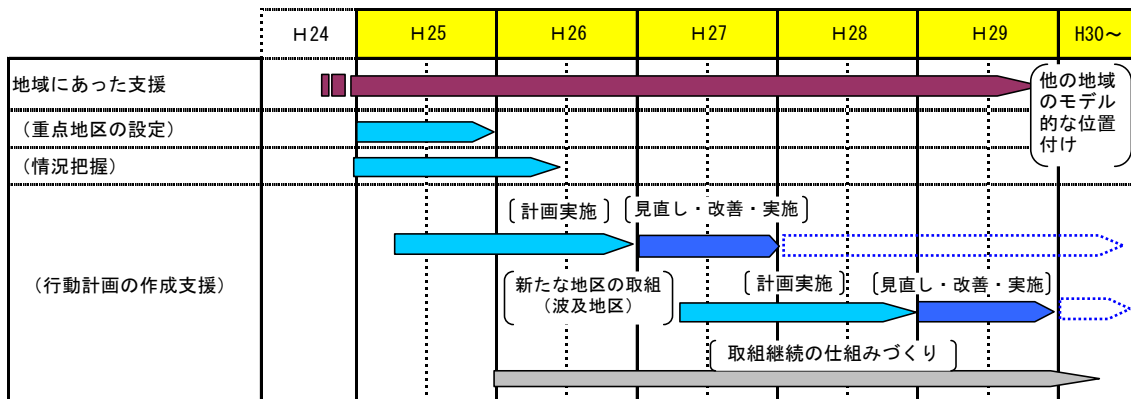 H24
H25
H26
H27
H28
H29
H30～
地域にあった支援
他の地域
のモデル
的な位置
付け
（重点地区の設定）
（情況把握）
計画実施
見直し・改善・実施
（行動計画の作成支援）
新たな地区の取組
（波及地区）
計画実施
見直し・改善・実施
取組継続の仕組みづくり